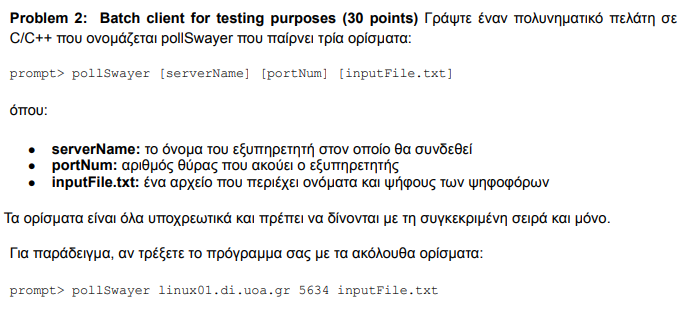 Problem 2: Batch client for testing purposes (30 points) Γράψτε έναν πολυνηματικό πελάτη σε
C/C++ που ονομάζεται pollSwayer που παίρνει τρία ορίσματα:
prompt> pollSwayer [serverName] [portNum] [inputFile.txt]
όπου:
● serverName: το όνομα του εξυπηρετητή στον οποίο θα συνδεθεί
● portNum: αριθμός θύρας που ακούει ο εξυπηρετητής
● inputFile.txt: ένα αρχείο που περιέχει ονόματα και ψήφους των ψηφοφόρων
Τα ορίσματα είναι όλα υποχρεωτικά και πρέπει να δίνονται με τη συγκεκριμένη σειρά και μόνο.
Για παράδειγμα, αν τρέξετε το πρόγραμμα σας με τα ακόλουθα ορίσματα:
prompt> pollSwayer linux01.di.uoa.gr 5634 inputFile.txt